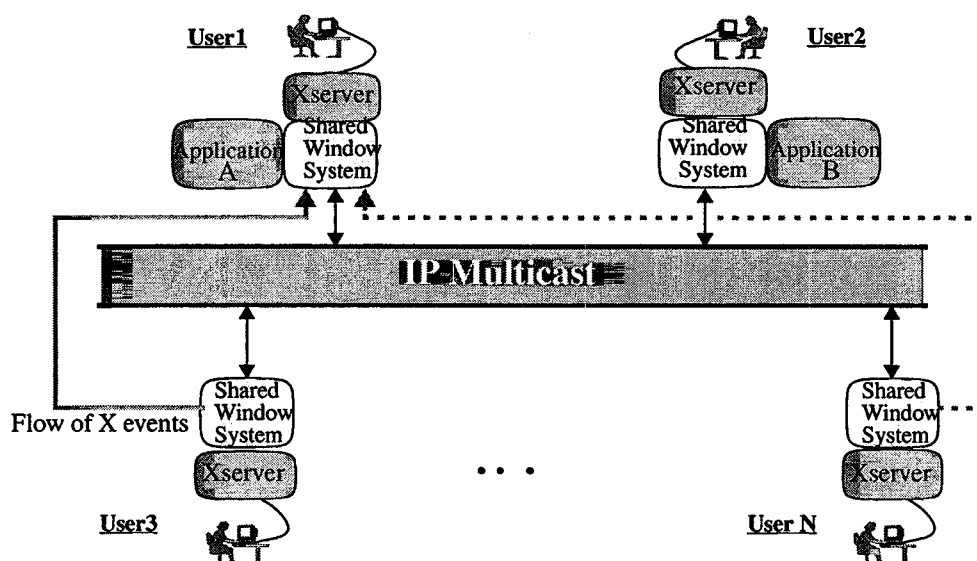 User1
User2
Xserver
Xserver
Application
A
Shared
Window
System
Shared
Window
System
Application
B
IP Multicast
Shared
Window
System
Shared
Window
System
Flow of X events
Xserver
. . .
Xserver
User3
User N